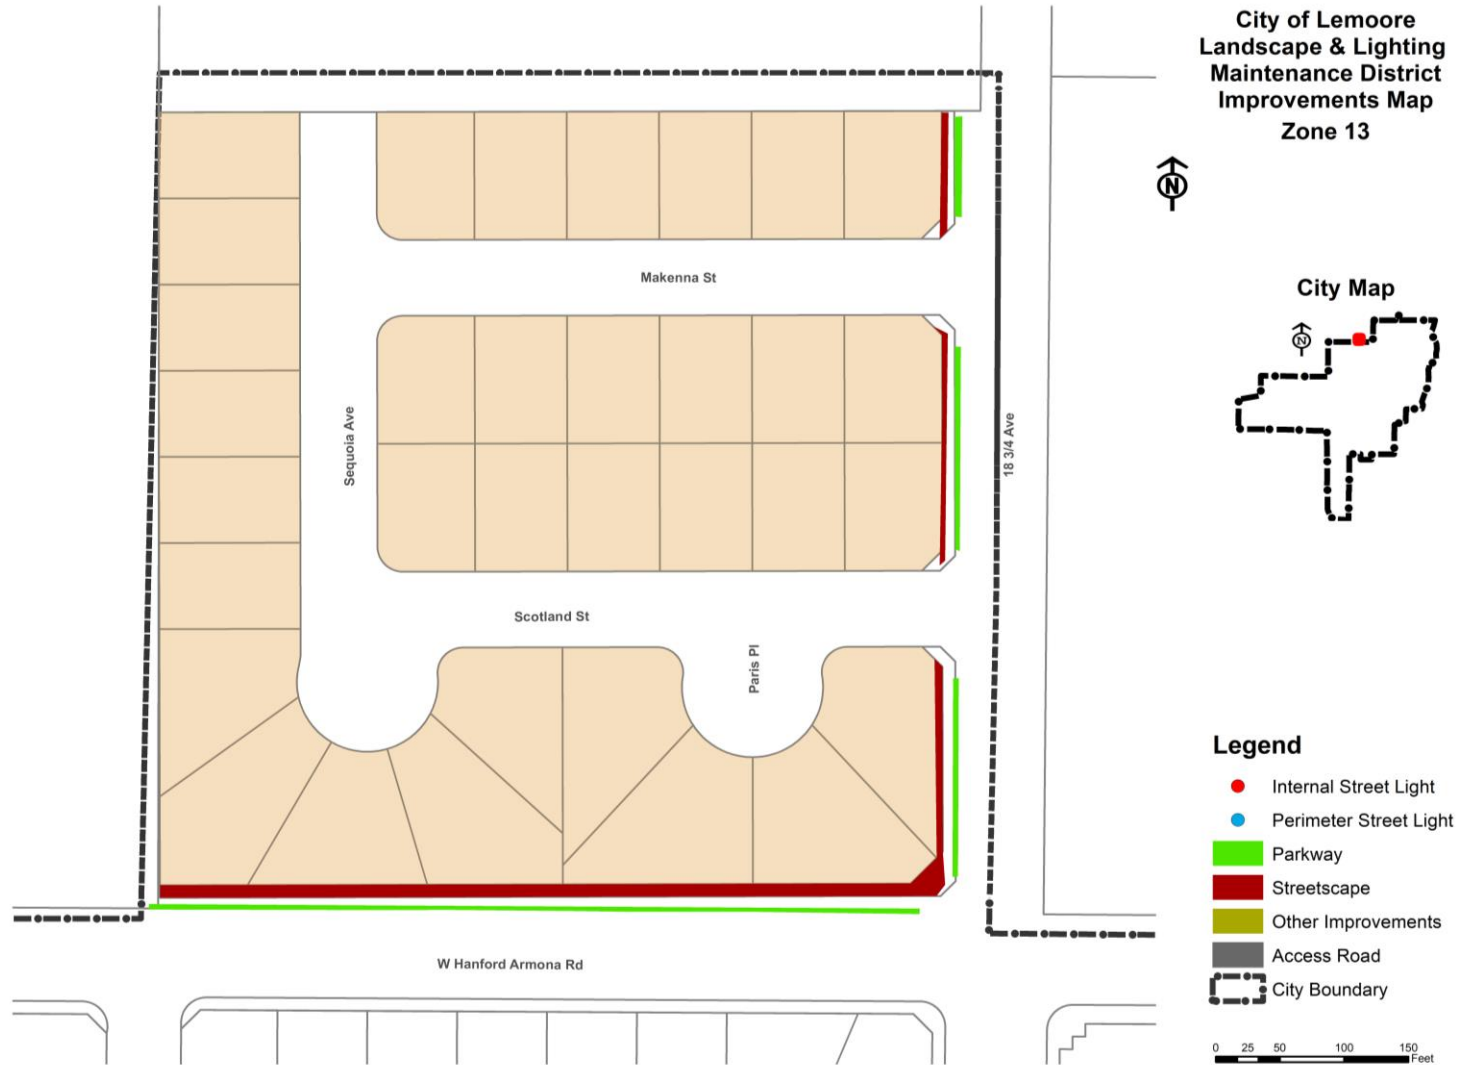 City of Lemoore
Landscape & Lighting
Maintenance District
Improvements Map
Zone 13
N
Makenna St
City Map
N
Sequoia Ave
18 3/4 Ave
Scotland St
Paris Pl
W Hanford Armona Rd
Legend
Internal Street Light
Perimeter Street Light
Parkway
Streetscape
Other Improvements
Access Road
City Boundary
0 25 50 100 150
Feet